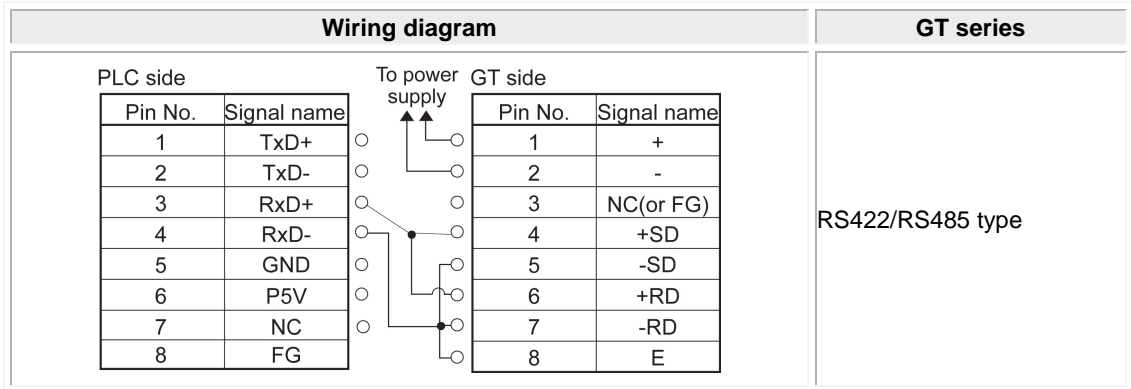 Wiring diagram GT series
PLC side To power supply GT side
Pin No. Signal name Pin No. Signal name
1 TxD+ 1 +
2 TxD- 2 -
3 RxD+ 3 NC(or FG)
4 RxD- 4 +SD
5 GND 5 -SD
6 P5V 6 +RD
7 NC 7 -RD
8 FG 8 E
RS422/RS485 type